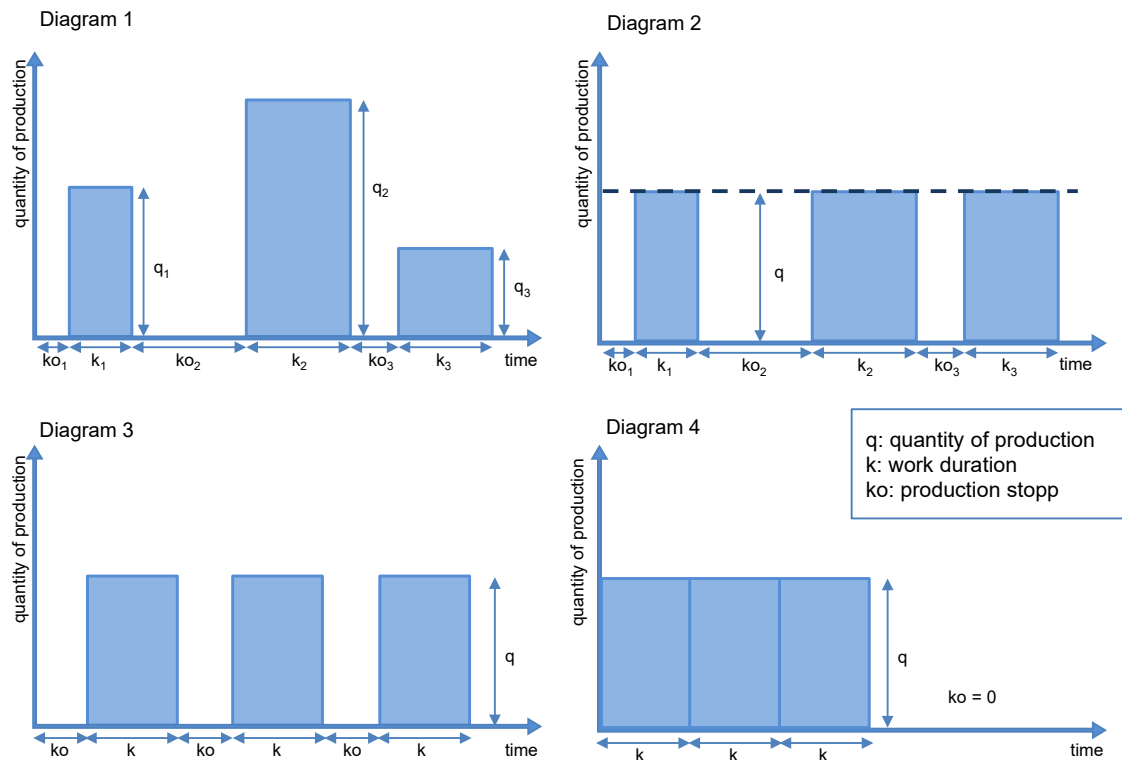 Diagram 1
quantity of production
q₁
q₂
q₃
ko₁ k₁ ko₂ k₂ ko₃ k₃ time
Diagram 2
quantity of production
q
ko₁ k₁ ko₂ k₂ ko₃ k₃ time
Diagram 3
quantity of production
q
ko k ko k ko k time
Diagram 4
q: quantity of production
k: work duration
ko: production stopp
quantity of production
q
ko = 0
k k k time